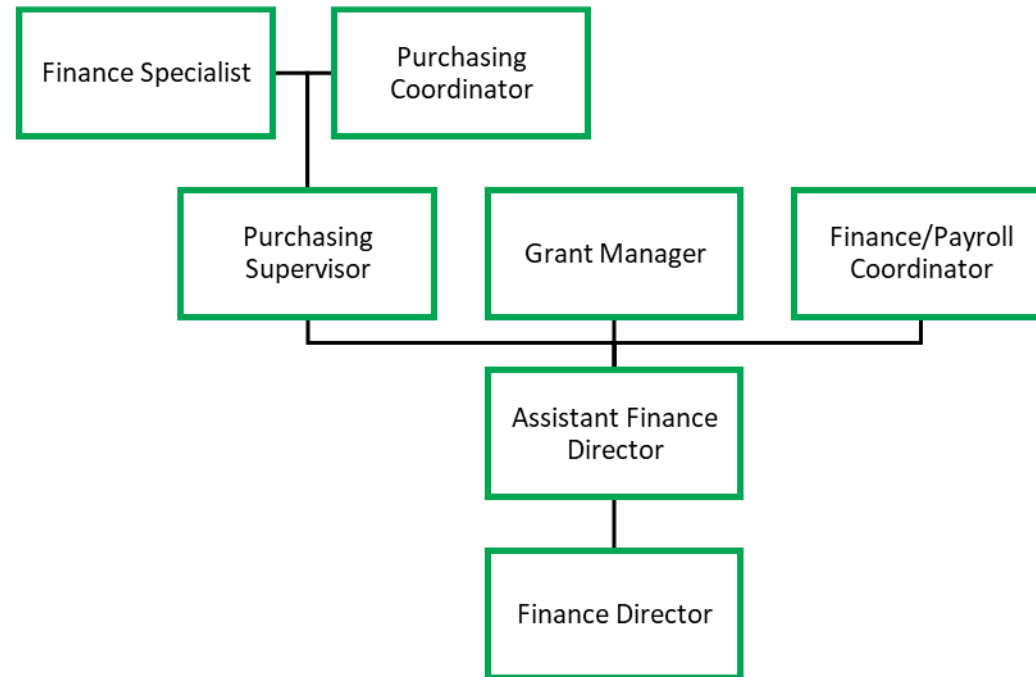 Finance Specialist
Purchasing
Coordinator
Purchasing
Supervisor
Grant Manager
Finance/Payroll
Coordinator
Assistant Finance
Director
Finance Director